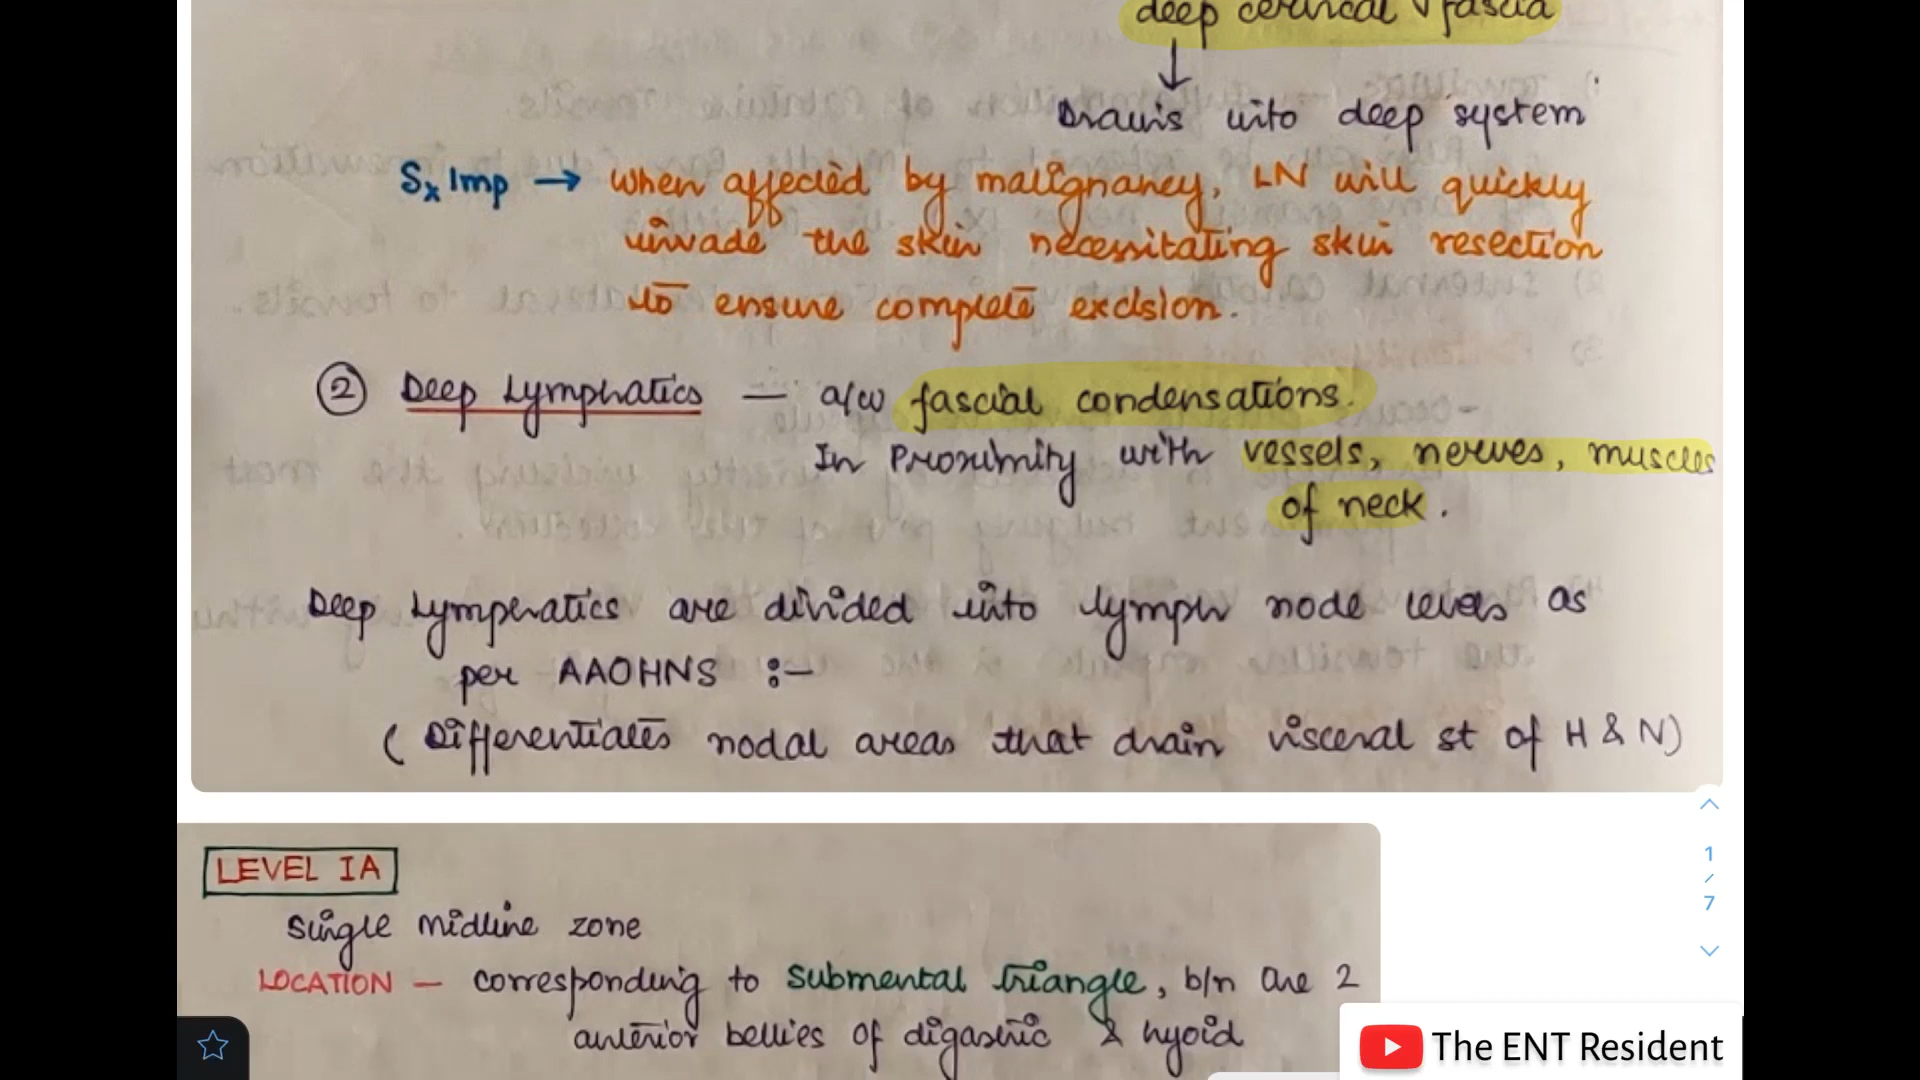 deep cervical fascia
↓
Drains into deep system
Sx Imp → when affected by malignancy, LN will quickly
invade the skin necessitating skin resection
to ensure complete excision.
② Deep Lymphatics — a/w fascial condensations.
In Proximity with vessels, nerves, muscles
of neck.
Deep Lymphatics are divided into lymph node levels as
per AAOHNS :-
( Differentiates nodal areas that drain visceral st of H & N)
LEVEL IA
Single midline zone
LOCATION — corresponding to submental triangle, b/n the 2
anterior bellies of digastric & hyoid
1
/
7
The ENT Resident